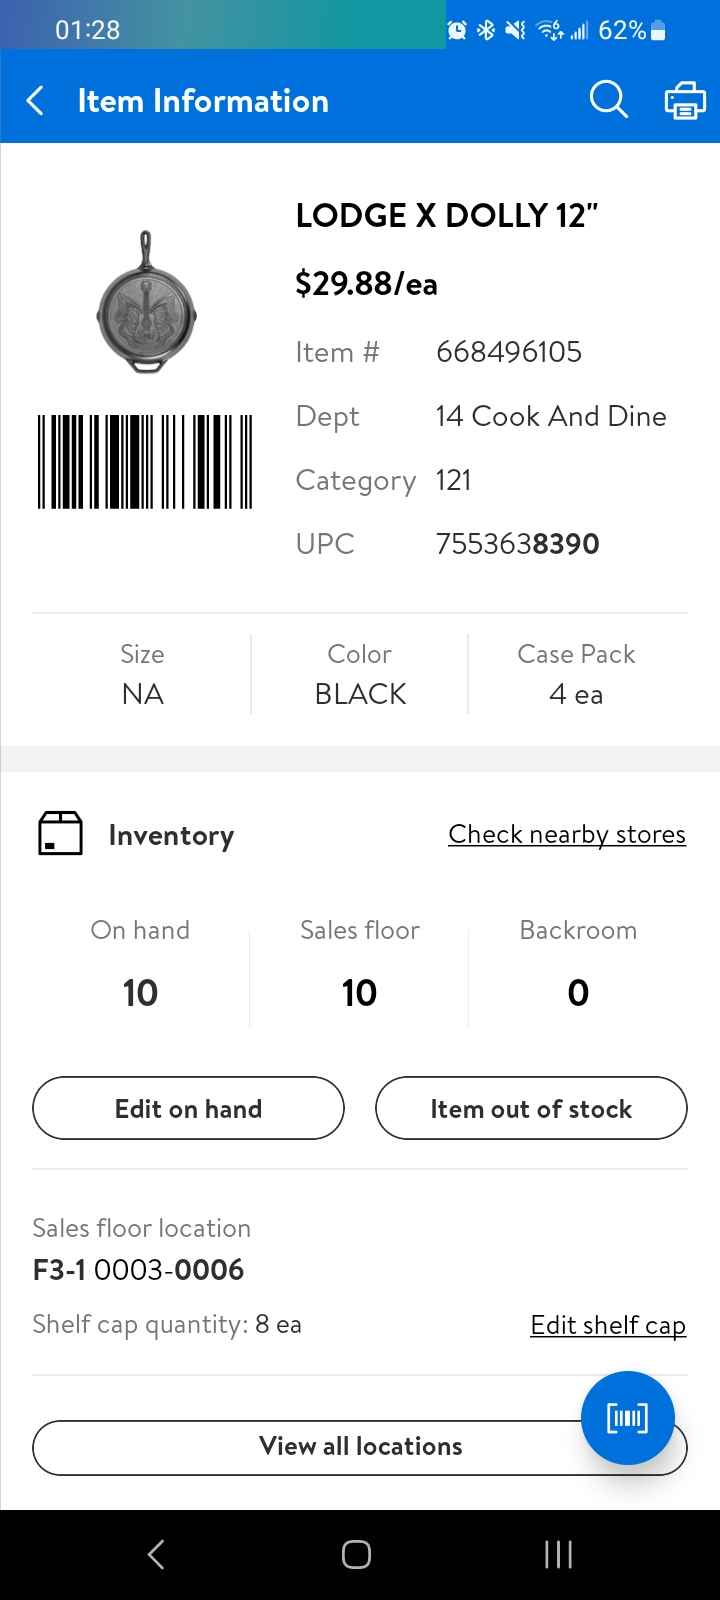 01:28
62%
Item Information
LODGE X DOLLY 12"
$29.88/ea
Item # 668496105
Dept 14 Cook And Dine
Category 121
UPC 7553638390
Size Color Case Pack
NA BLACK 4 ea
Inventory Check nearby stores
On hand Sales floor Backroom
10 10 0
Edit on hand Item out of stock
Sales floor location
F3-1 0003-0006
Shelf cap quantity: 8 ea Edit shelf cap
View all locations